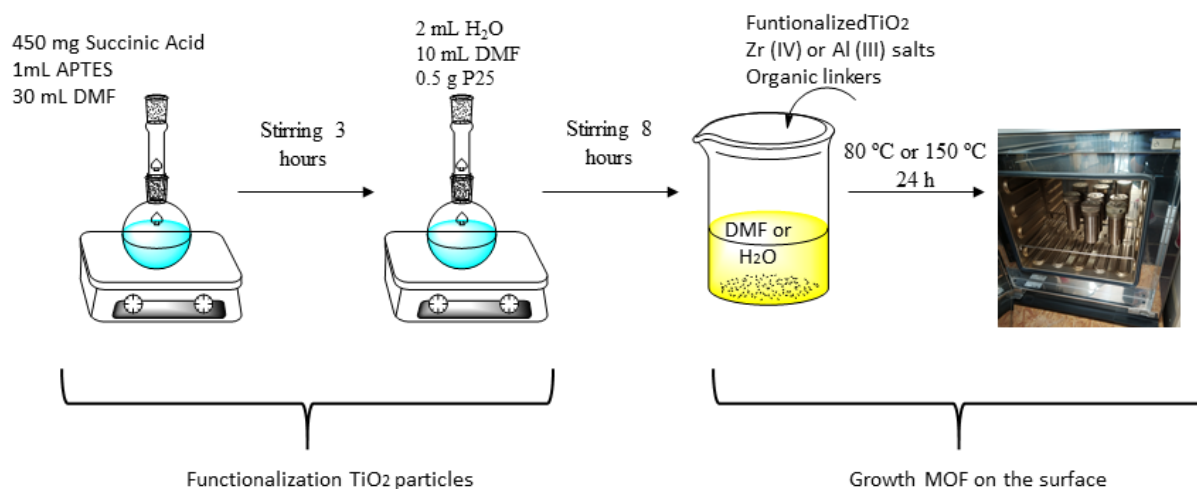 450 mg Succinic Acid
1mL APTES
30 mL DMF
Stirring 3
hours
2 mL H2O
10 mL DMF
0.5 g P25
Stirring 8
hours
FuntionalizedTiO2
Zr (IV) or Al (III) salts
Organic linkers
DMF or
H2O
80 °C or 150 °C
24 h
Functionalization TiO2 particles
Growth MOF on the surface